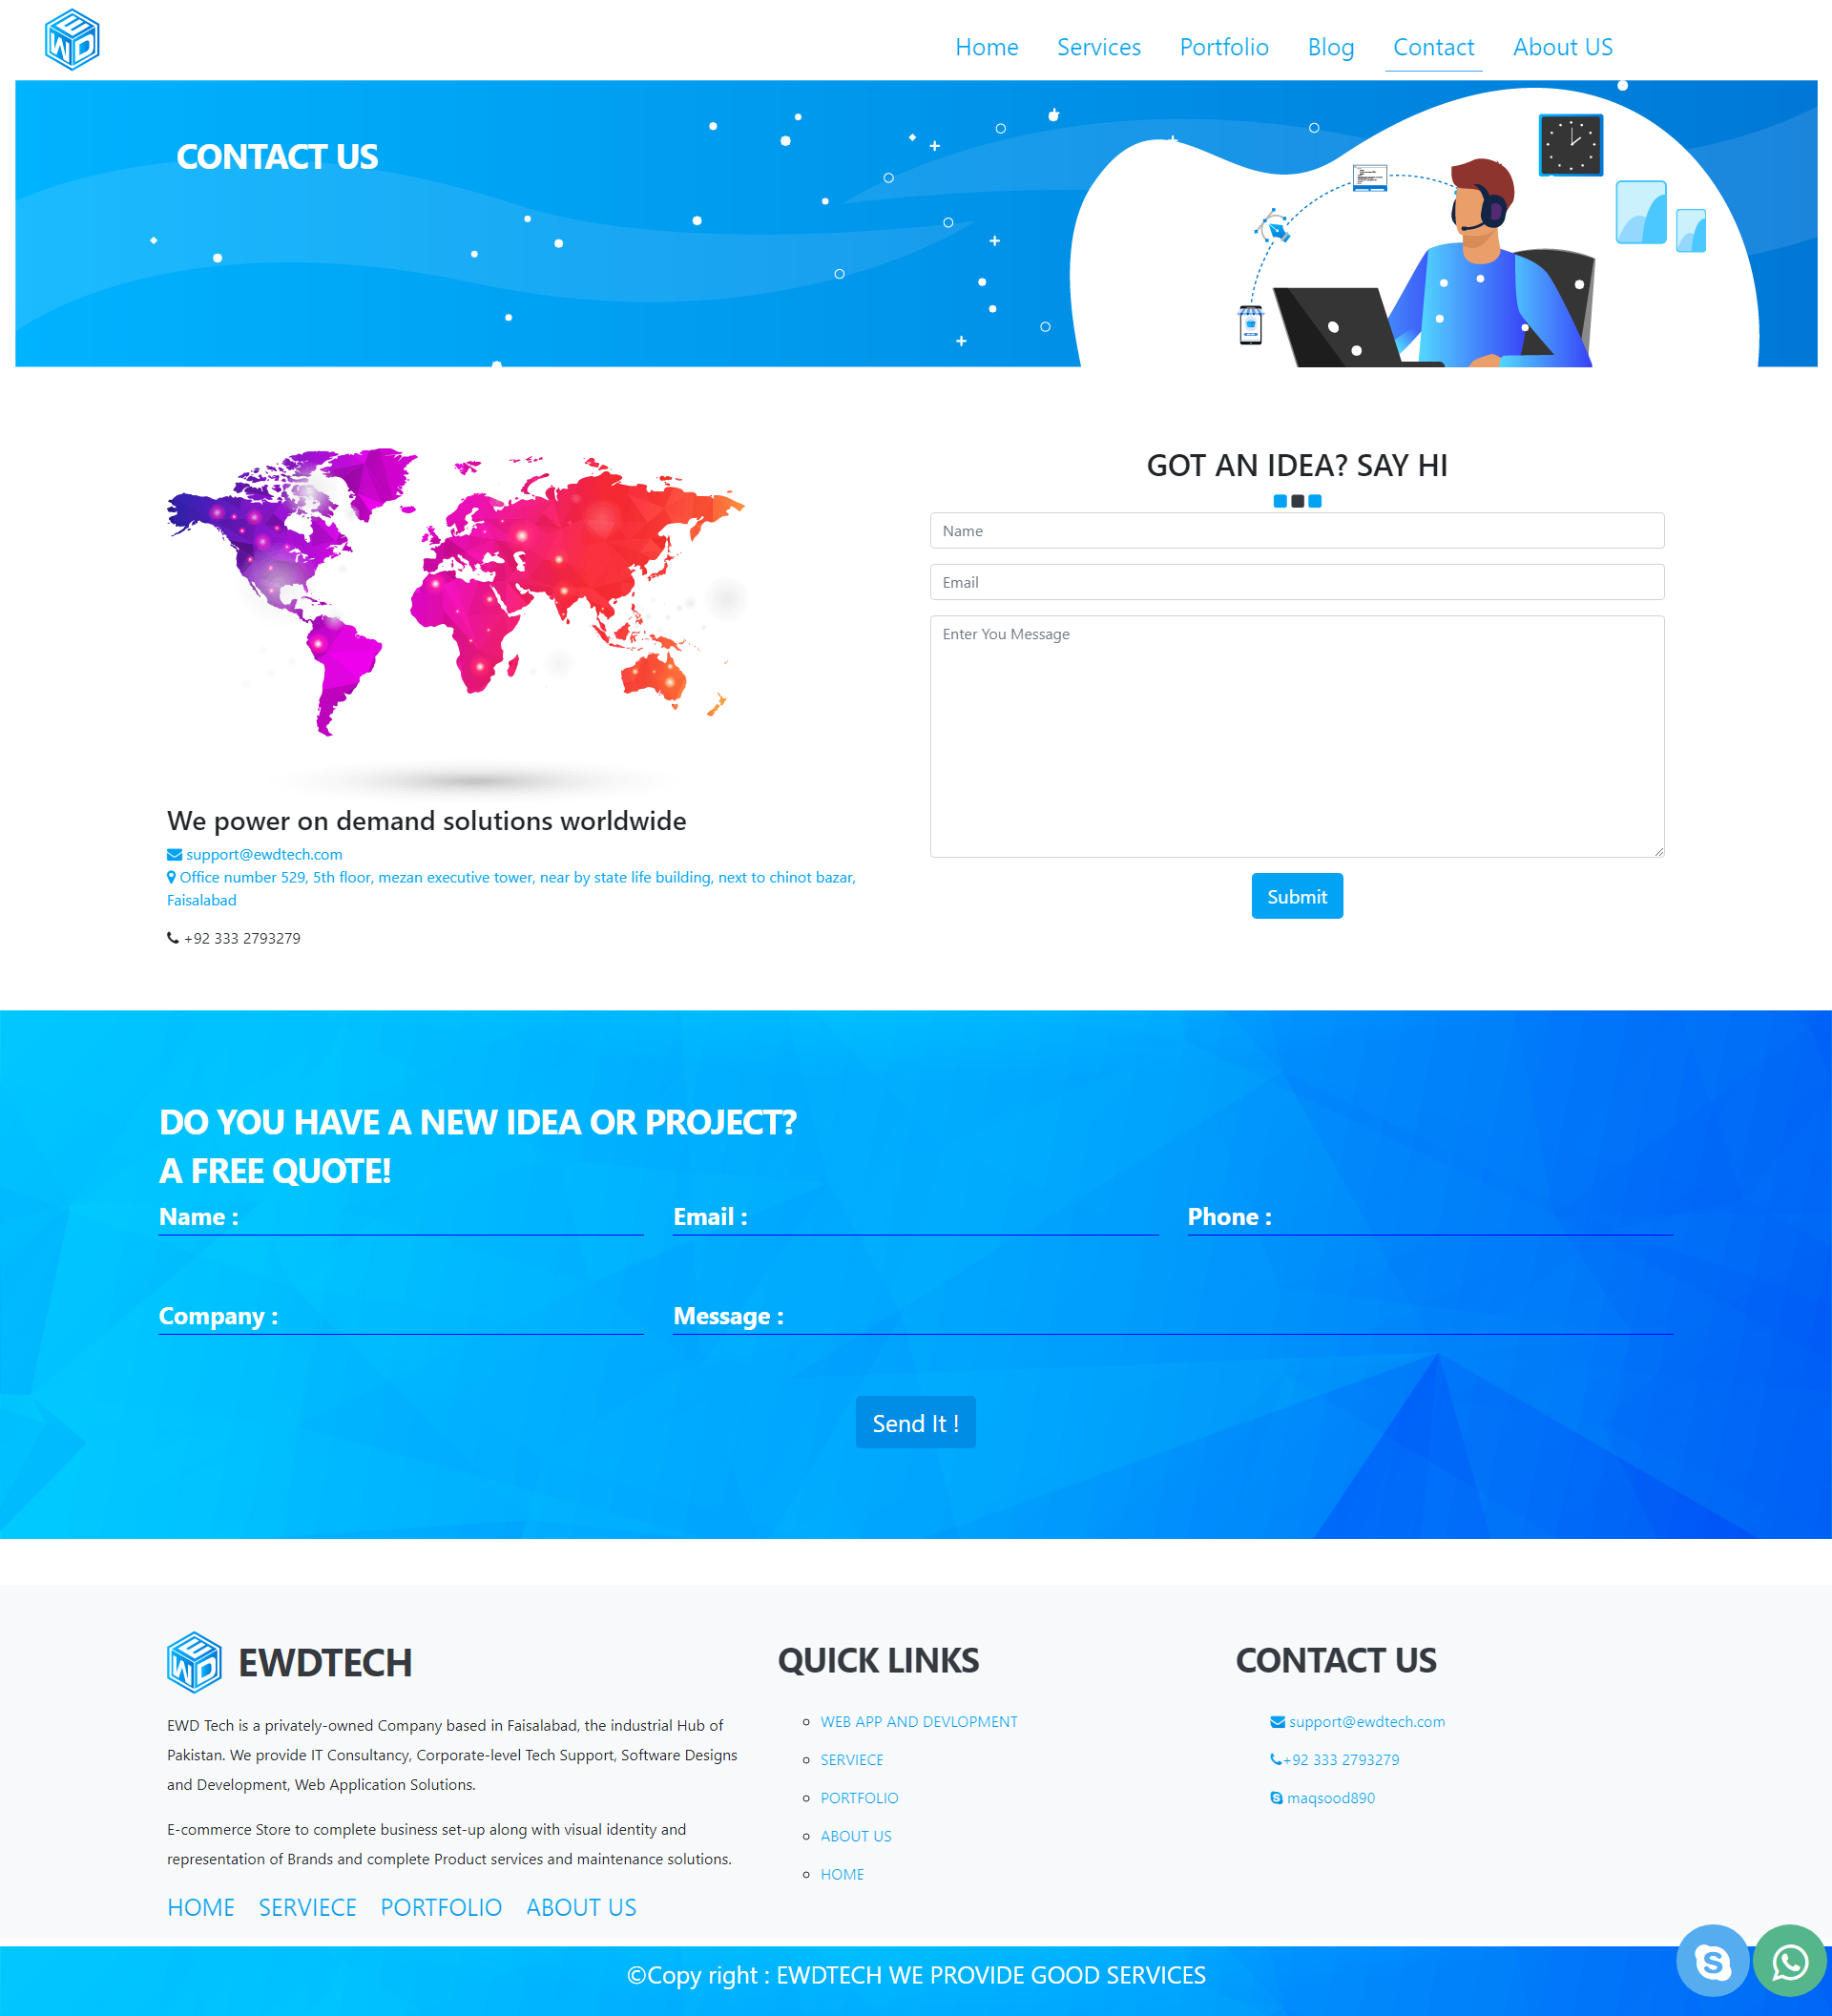 EWD
Home Services Portfolio Blog Contact About US
CONTACT US
GOT AN IDEA? SAY HI
Name
Email
Enter You Message
Submit
We power on demand solutions worldwide
support@ewdtech.com
Office number 529, 5th floor, mezan executive tower, near by state life building, next to chinot bazar,
Faisalabad
+92 333 2793279
DO YOU HAVE A NEW IDEA OR PROJECT?
A FREE QUOTE!
Name : Email : Phone :
Company : Message :
Send It !
EWD
EWDTECH
EWD Tech is a privately-owned Company based in Faisalabad, the industrial Hub of
Pakistan. We provide IT Consultancy, Corporate-level Tech Support, Software Designs
and Development, Web Application Solutions.
E-commerce Store to complete business set-up along with visual identity and
representation of Brands and complete Product services and maintenance solutions.
HOME SERVIECE PORTFOLIO ABOUT US
QUICK LINKS
WEB APP AND DEVLOPMENT
SERVIECE
PORTFOLIO
ABOUT US
HOME
CONTACT US
support@ewdtech.com
+92 333 2793279
maqsood890
©Copy right : EWDTECH WE PROVIDE GOOD SERVICES